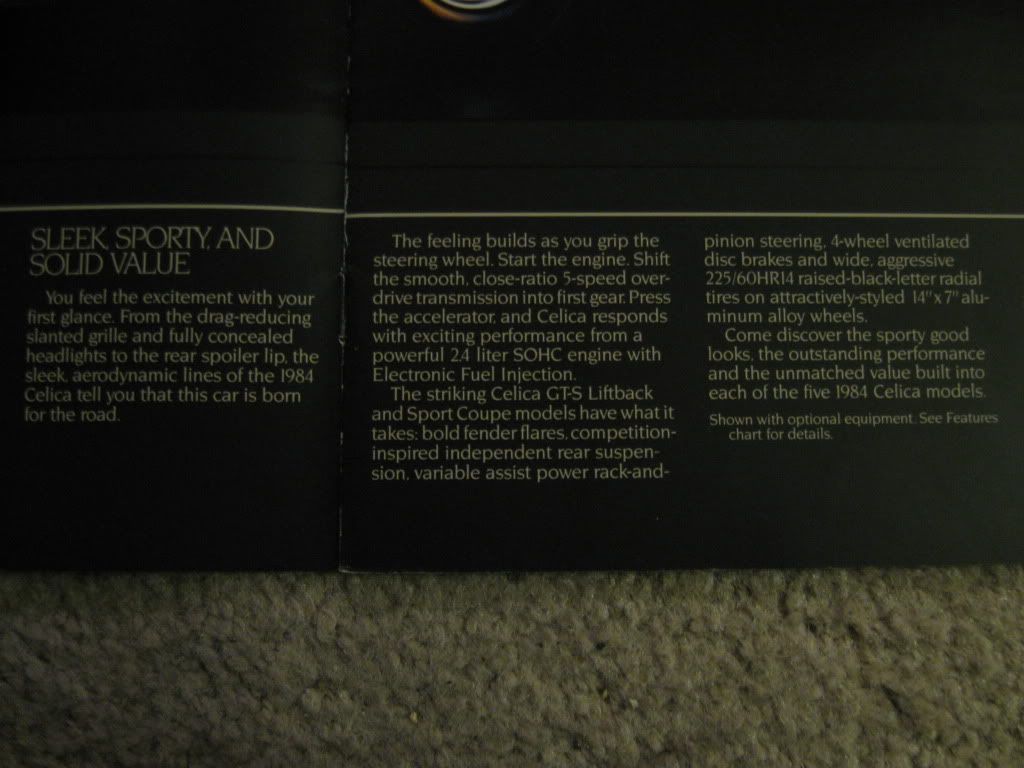 SLEEK, SPORTY, AND
SOLID VALUE
You feel the excitement with your
first glance. From the drag-reducing
slanted grille and fully concealed
headlights to the rear spoiler lip, the
sleek, aerodynamic lines of the 1984
Celica tell you that this car is born
for the road.
The feeling builds as you grip the
steering wheel. Start the engine. Shift
the smooth, close-ratio 5-speed over-
drive transmission into first gear. Press
the accelerator, and Celica responds
with exciting performance from a
powerful 2.4 liter SOHC engine with
Electronic Fuel Injection.
The striking Celica GT-S Liftback
and Sport Coupe models have what it
takes: bold fender flares, competition-
inspired independent rear suspen-
sion, variable assist power rack-and-
pinion steering, 4-wheel ventilated
disc brakes and wide, aggressive
225/60HR14 raised-black-letter radial
tires on attractively-styled 14" x 7" alu-
minum alloy wheels.
Come discover the sporty good
looks, the outstanding performance
and the unmatched value built into
each of the five 1984 Celica models.
Shown with optional equipment. See Features
chart for details.